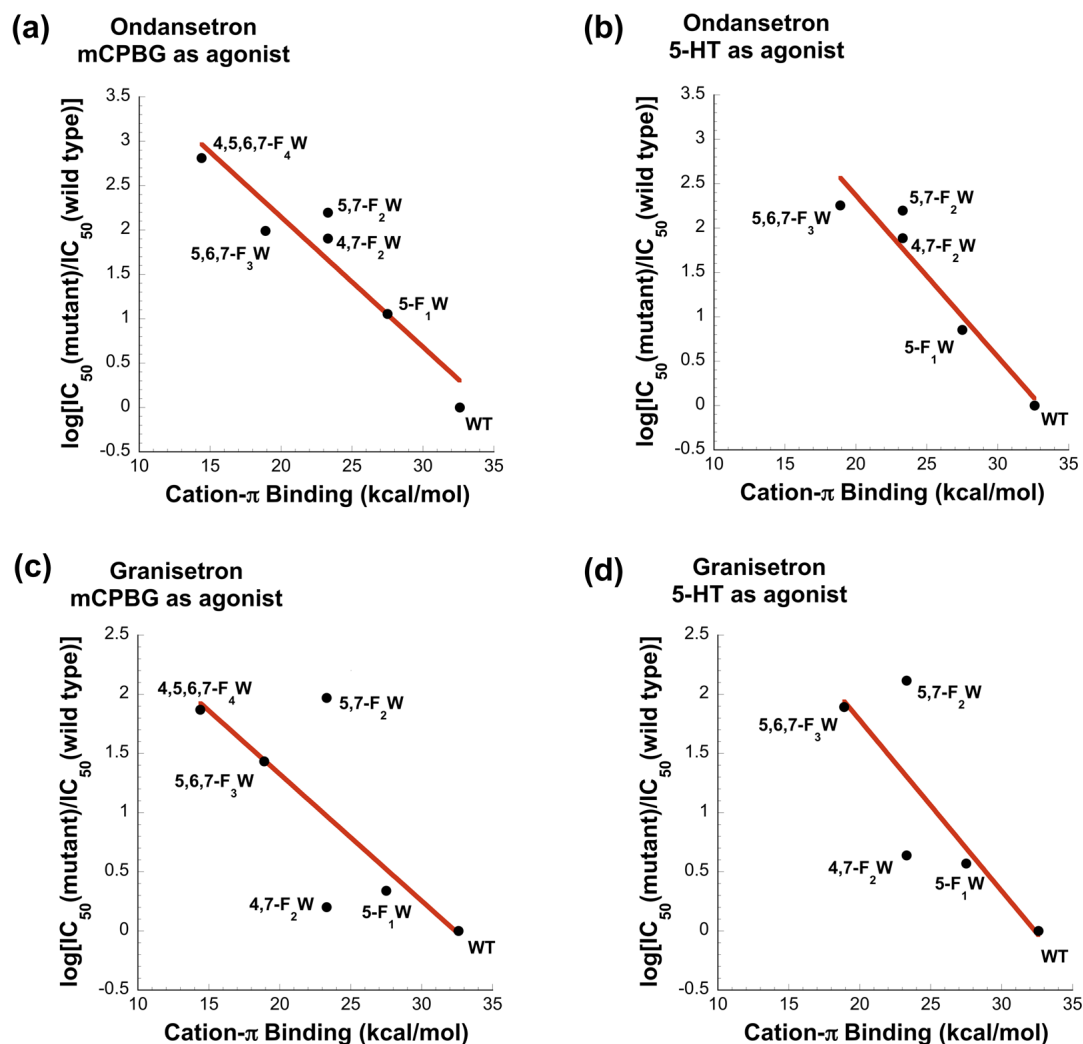 (a)
Ondansetron
mCPBG as agonist
log[IC₅₀(mutant)/IC₅₀(wild type)]
3.5
3
2.5
2
1.5
1
0.5
0
-0.5
4,5,6,7-F₄W
5,7-F₂W
4,7-F₂W
5,6,7-F₃W
5-F₁W
WT
10 15 20 25 30 35
Cation-π Binding (kcal/mol)
(b)
Ondansetron
5-HT as agonist
log[IC₅₀(mutant)/IC₅₀(wild type)]
3.5
3
2.5
2
1.5
1
0.5
0
-0.5
5,6,7-F₃W
5,7-F₂W
4,7-F₂W
5-F₁W
WT
10 15 20 25 30 35
Cation-π Binding (kcal/mol)
(c)
Granisetron
mCPBG as agonist
log[IC₅₀(mutant)/IC₅₀(wild type)]
2.5
2
1.5
1
0.5
0
-0.5
4,5,6,7-F₄W
5,7-F₂W
5,6,7-F₃W
4,7-F₂W
5-F₁W
WT
10 15 20 25 30 35
Cation-π Binding (kcal/mol)
(d)
Granisetron
5-HT as agonist
log[IC₅₀(mutant)/IC₅₀(wild type)]
2.5
2
1.5
1
0.5
0
-0.5
5,7-F₂W
5,6,7-F₃W
4,7-F₂W
5-F₁W
WT
10 15 20 25 30 35
Cation-π Binding (kcal/mol)